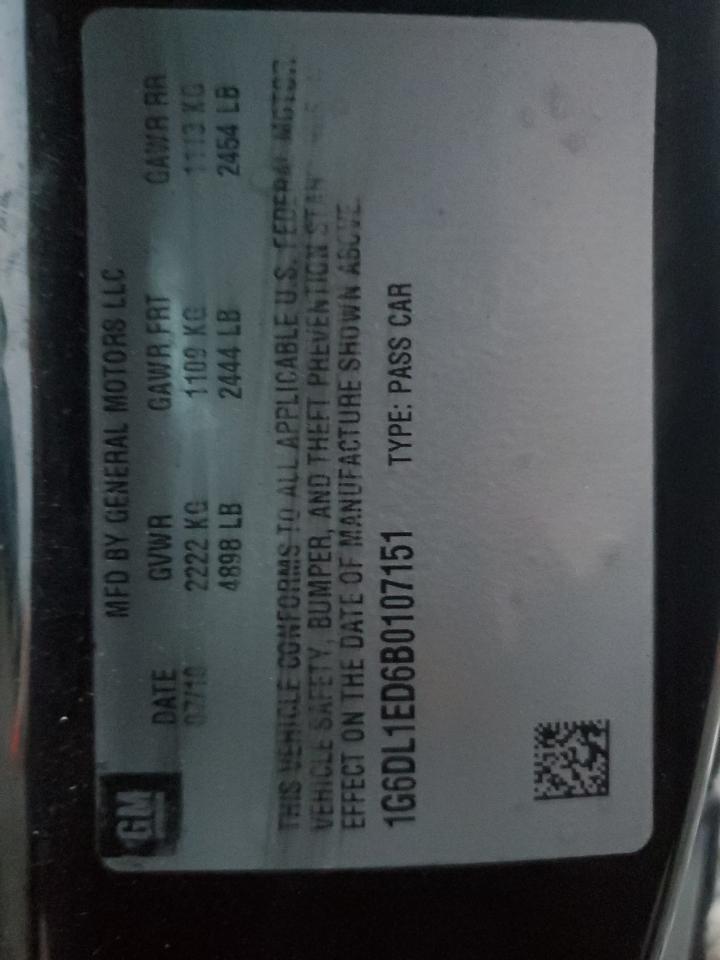 GM
MFD BY GENERAL MOTORS LLC
DATE GVWR GAWR FRT GAWR RR
07/10 2222 KG 1109 KG 1113 KG
4898 LB 2444 LB 2454 LB
THIS VEHICLE CONFORMS TO ALL APPLICABLE U.S. FEDERAL MOTOR
VEHICLE SAFETY, BUMPER, AND THEFT PREVENTION
EFFECT ON THE DATE OF MANUFACTURE SHOWN ABOVE.
1G6DL1ED6B0107151 TYPE: PASS CAR